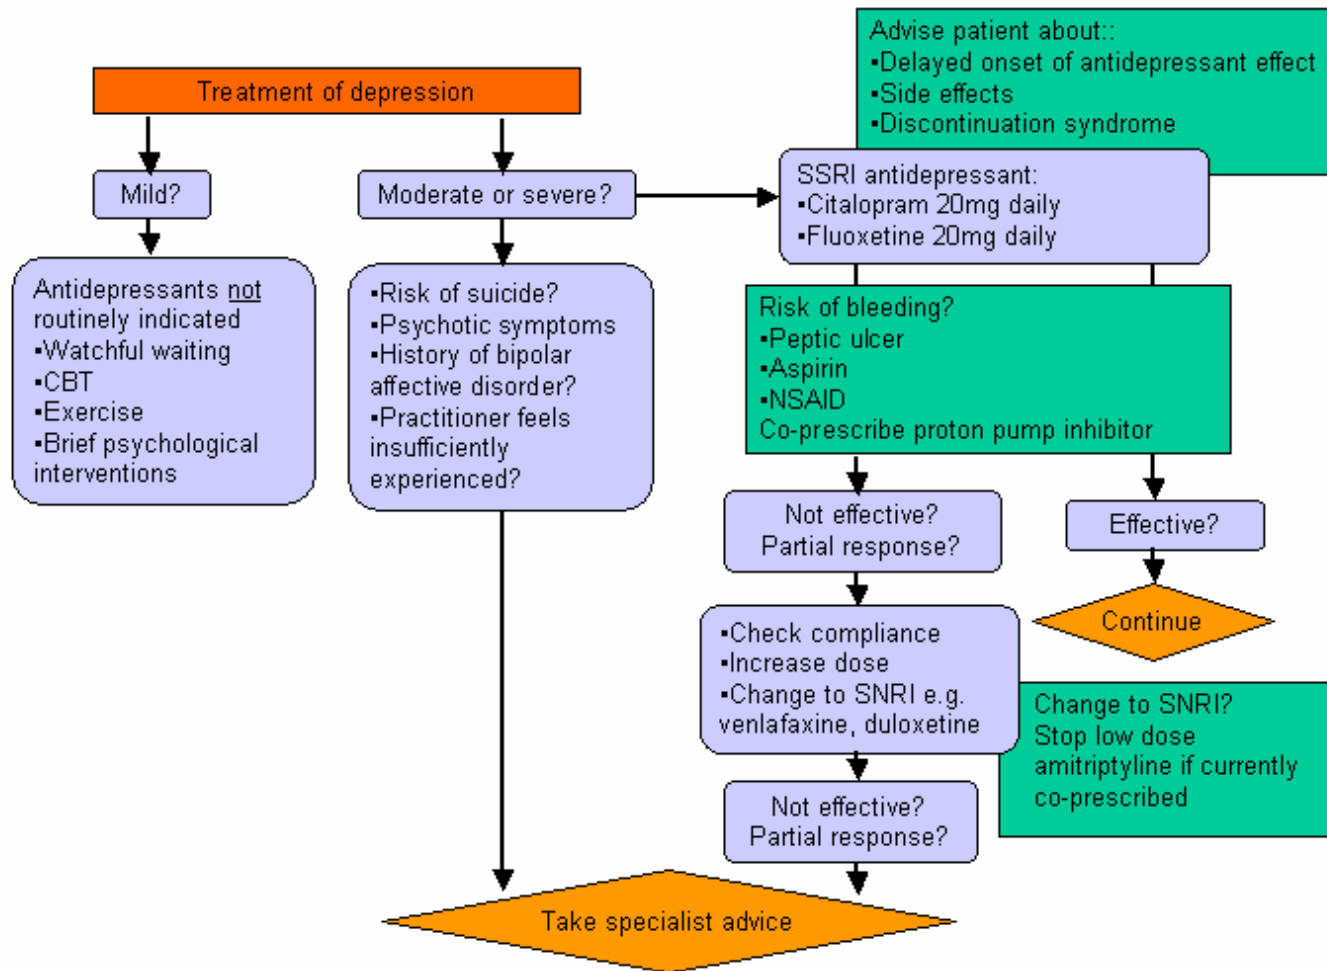 Treatment of depression
Advise patient about::
▪Delayed onset of antidepressant effect
▪Side effects
▪Discontinuation syndrome
Mild?
Moderate or severe?
SSRI antidepressant:
▪Citalopram 20mg daily
▪Fluoxetine 20mg daily
Antidepressants not
routinely indicated
▪Watchful waiting
▪CBT
▪Exercise
▪Brief psychological
interventions
▪Risk of suicide?
▪Psychotic symptoms
▪History of bipolar
affective disorder?
▪Practitioner feels
insufficiently
experienced?
Risk of bleeding?
▪Peptic ulcer
▪Aspirin
▪NSAID
Co-prescribe proton pump inhibitor
Not effective?
Partial response?
Effective?
Continue
▪Check compliance
▪Increase dose
▪Change to SNRI e.g.
venlafaxine, duloxetine
Change to SNRI?
Stop low dose
amitriptyline if currently
co-prescribed
Not effective?
Partial response?
Take specialist advice